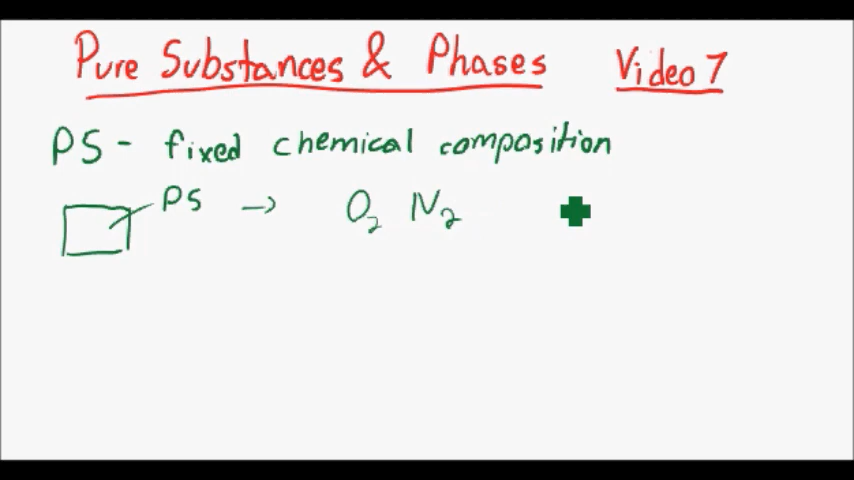 Pure Substances & Phases Video 7
PS - fixed chemical composition
PS → O₂ N₂